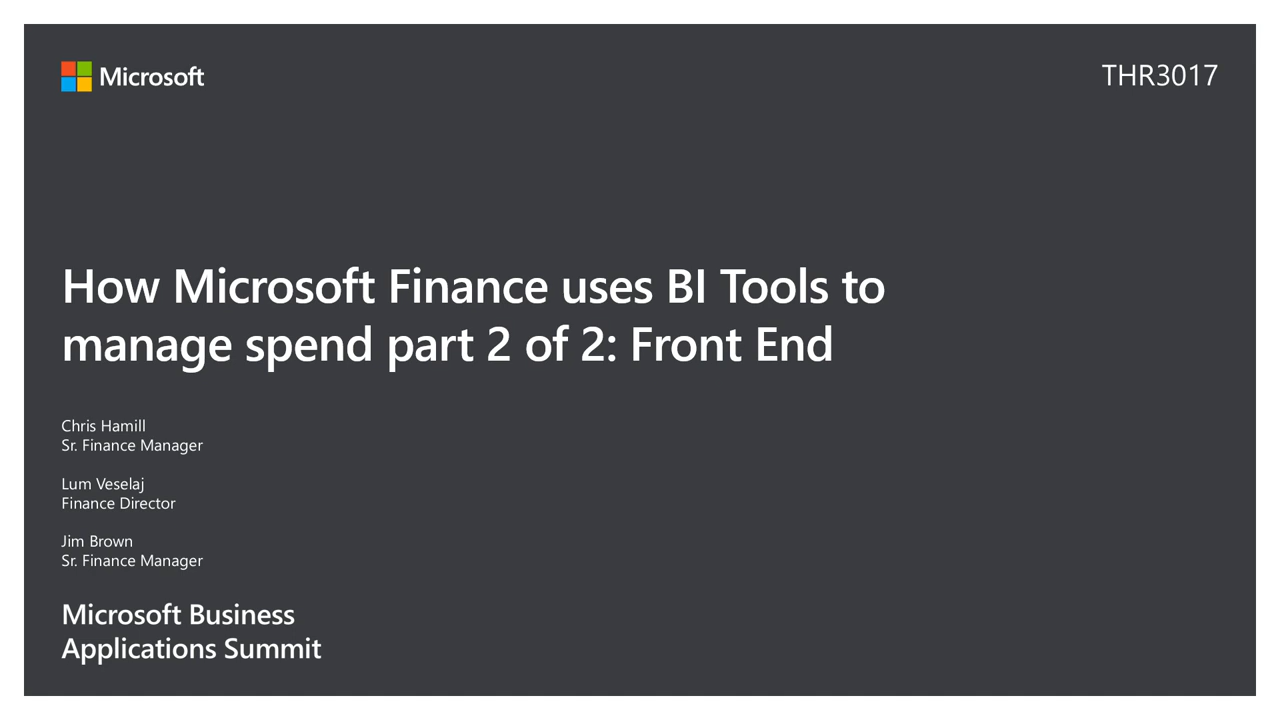 Microsoft
THR3017
How Microsoft Finance uses BI Tools to
manage spend part 2 of 2: Front End
Chris Hamill
Sr. Finance Manager
Lum Veselaj
Finance Director
Jim Brown
Sr. Finance Manager
Microsoft Business
Applications Summit